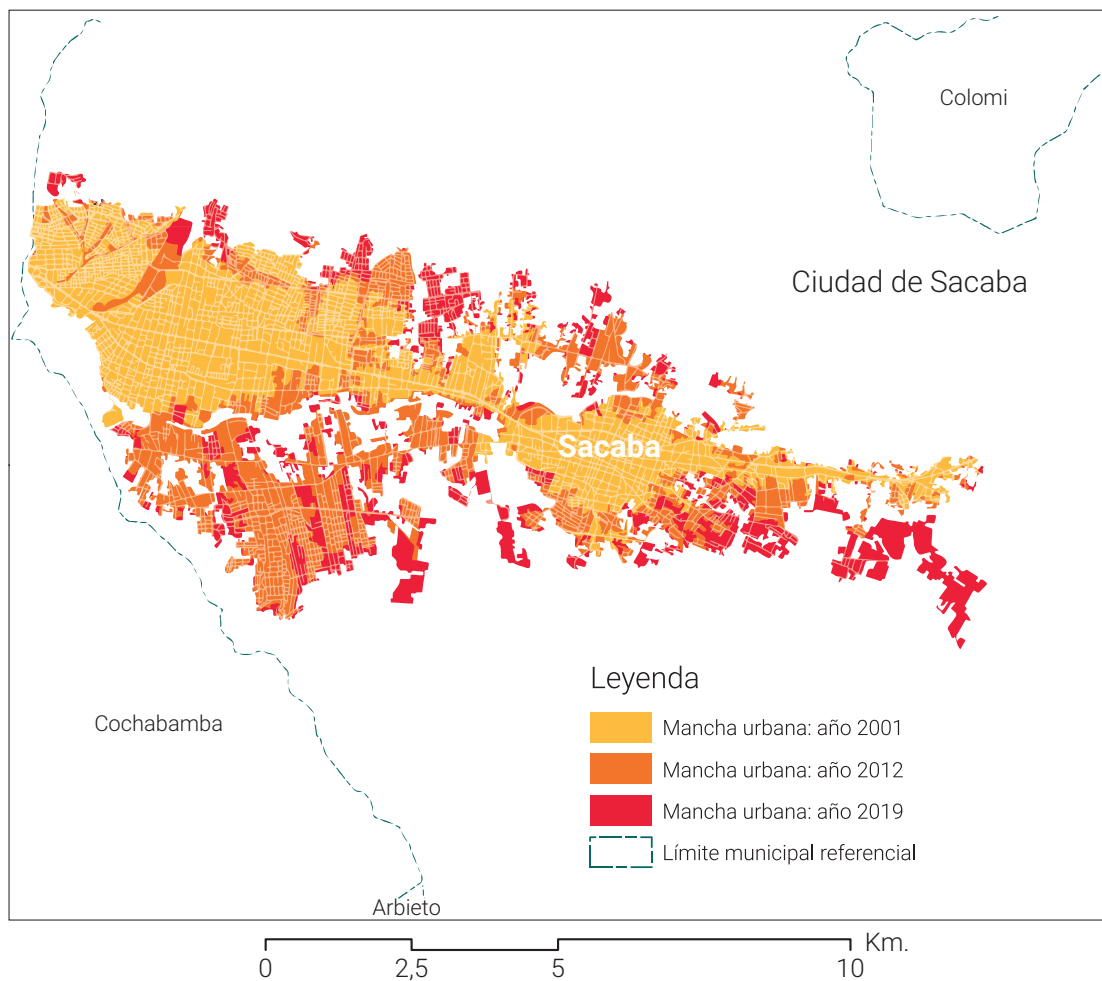 Colomi
Ciudad de Sacaba
Sacaba
Leyenda
Mancha urbana: año 2001
Cochabamba
Mancha urbana: año 2012
Mancha urbana: año 2019
Límite municipal referencial
Arbieto
Km.
0 2,5 5 10